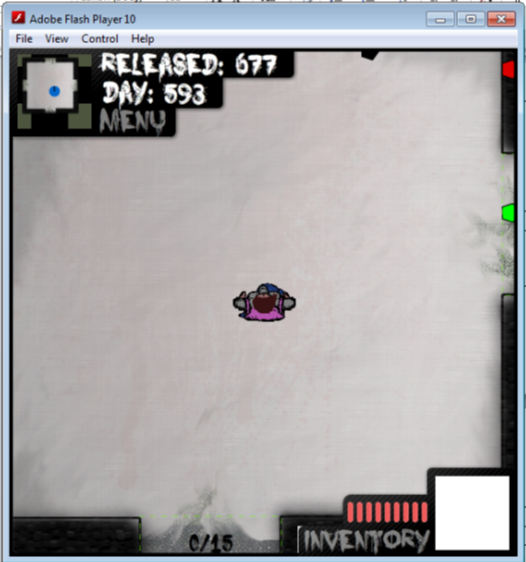 Adobe Flash Player 10
File View Control Help
RELEASED: 677
DAY: 593
MENU
0/15
INVENTORY